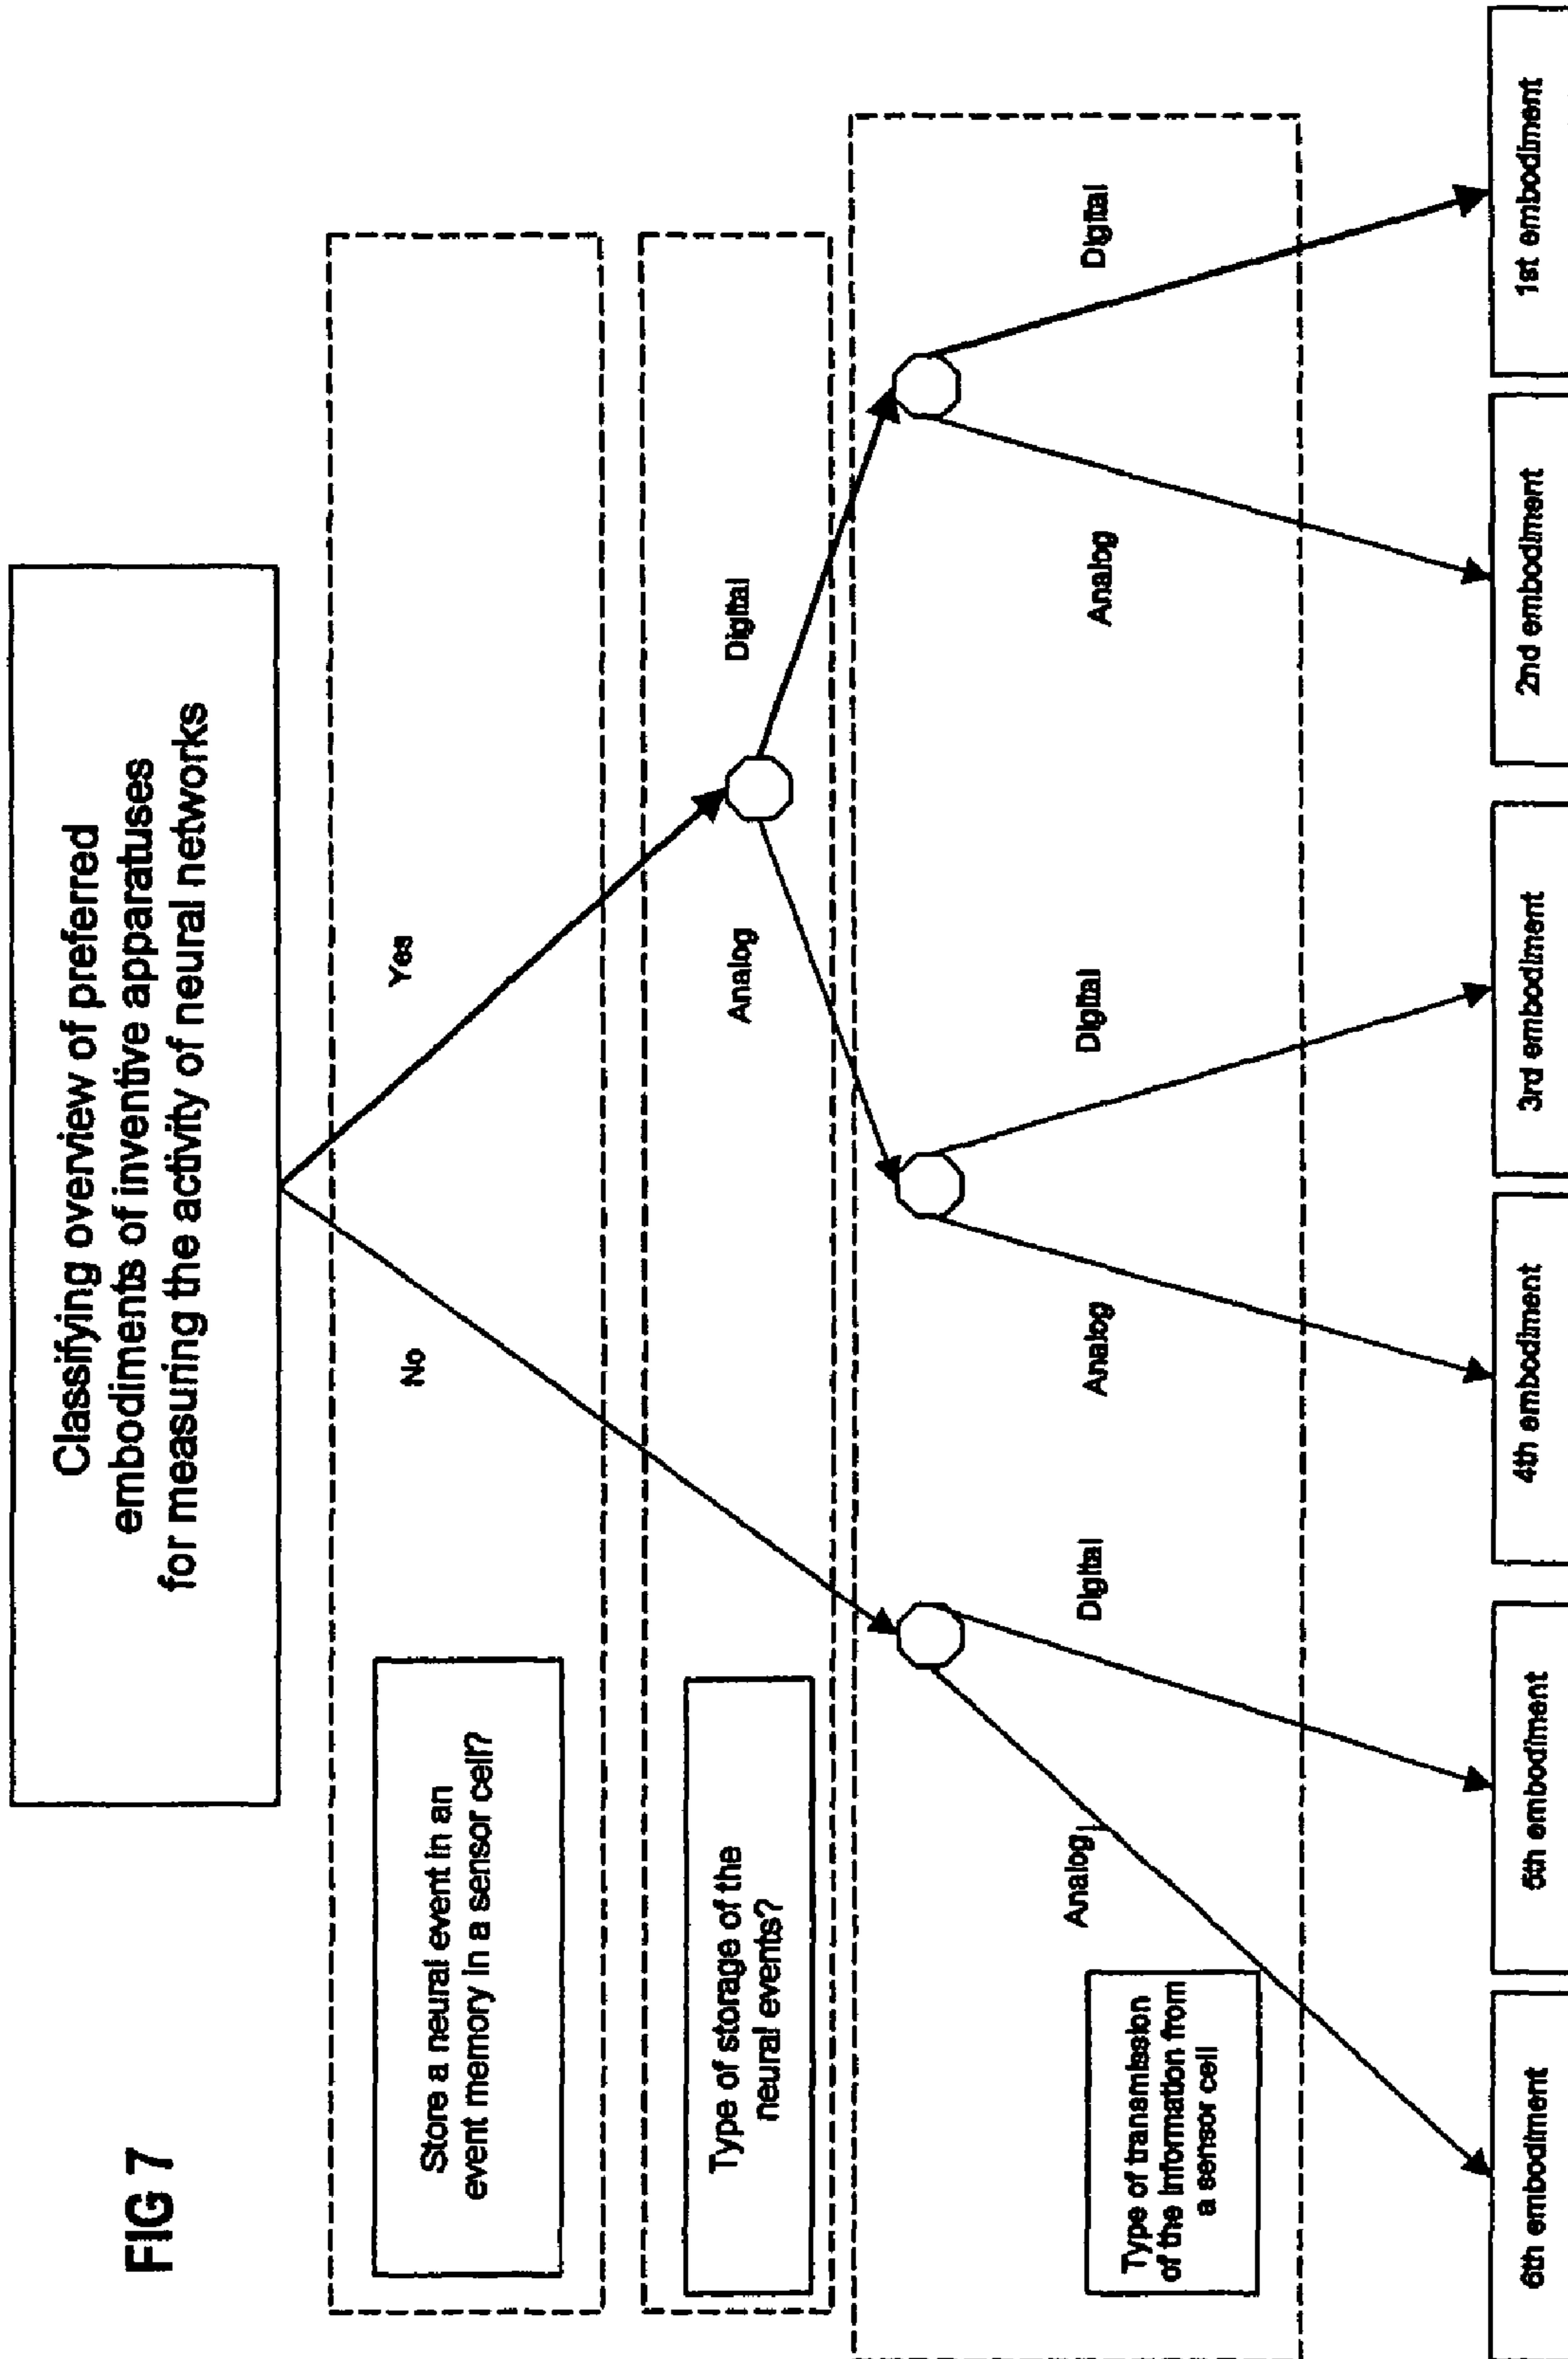 FIG 7
Classifying overview of preferred
embodiments of inventive apparatuses
for measuring the activity of neural networks
Store a neural event in an
event memory in a sensor cell?
No
Yes
Type of storage of the
neural events?
Analog
Digital
Type of transmission
of the information from
a sensor cell
Analog
Digital
Analog
Digital
Analog
Digital
6th embodiment
5th embodiment
4th embodiment
3rd embodiment
2nd embodiment
1st embodiment